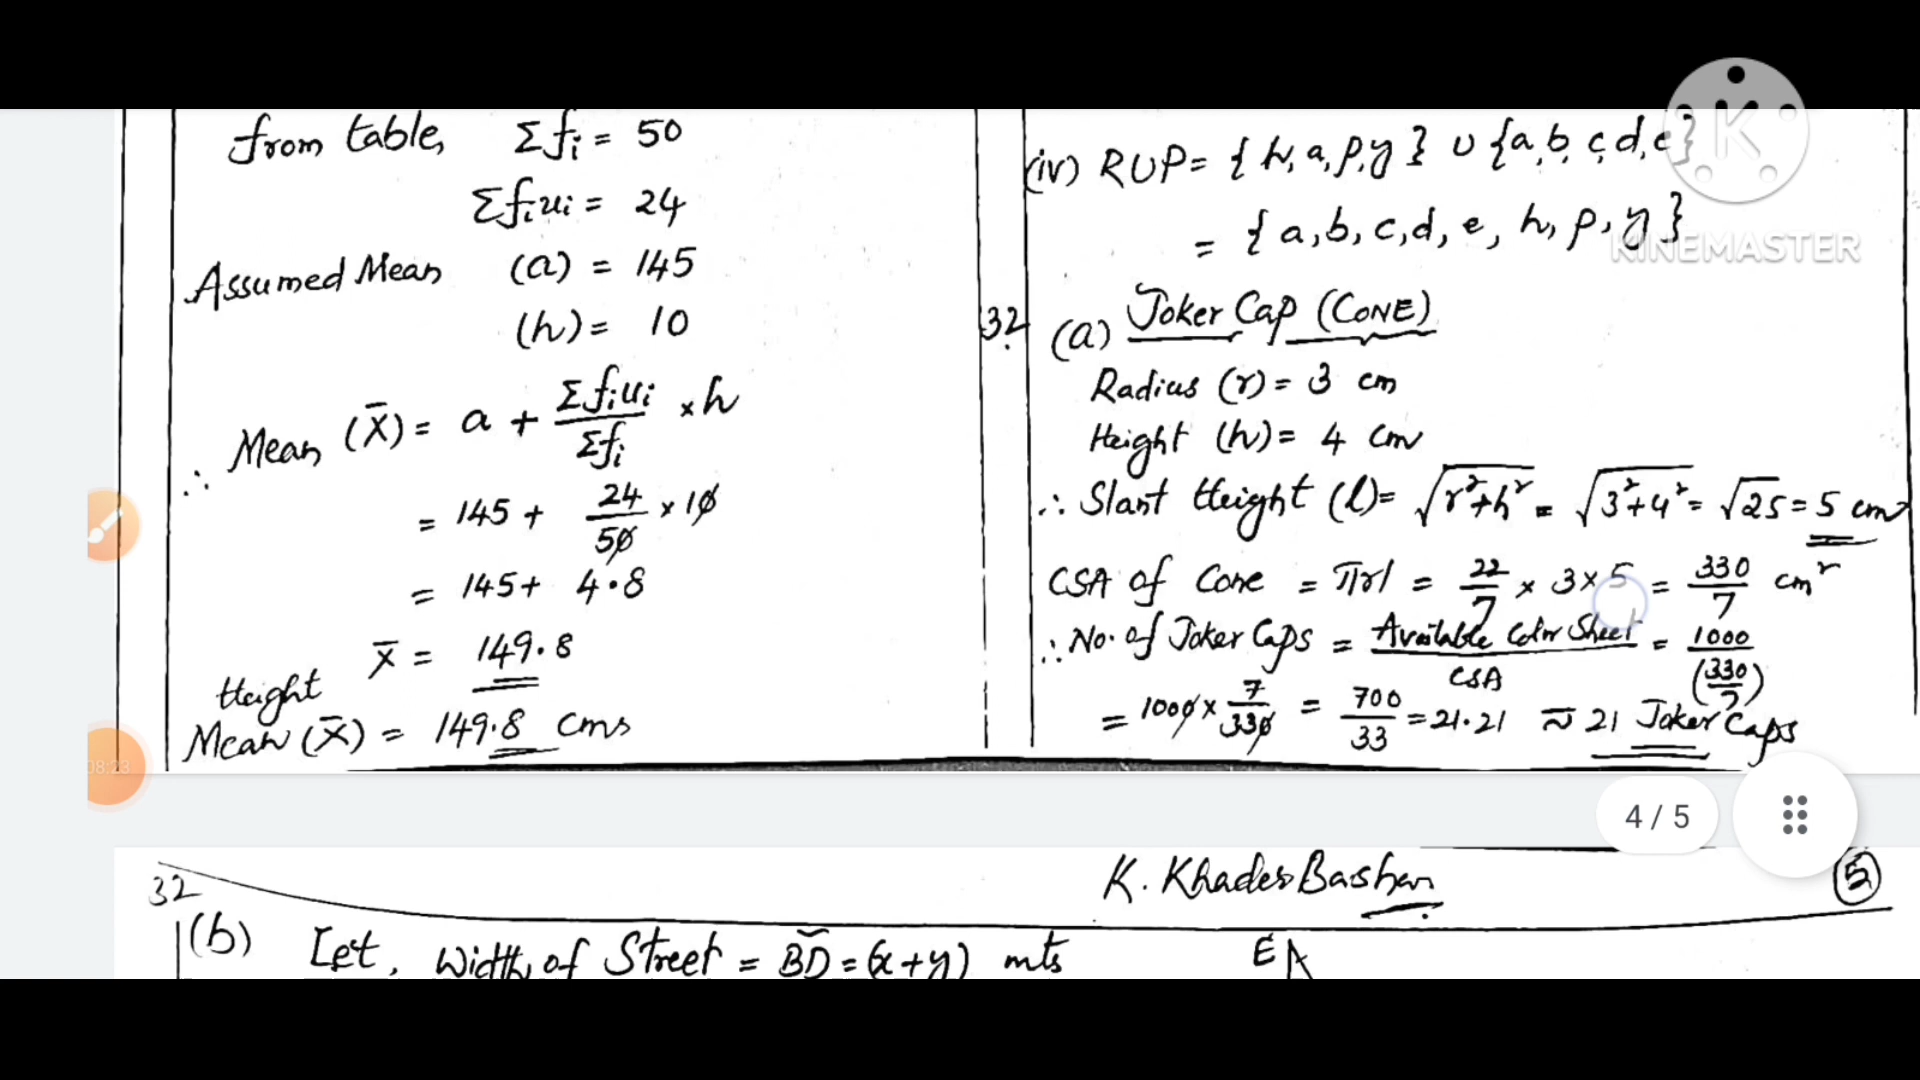 from table, Σfᵢ = 50
Σfᵢuᵢ = 24
Assumed Mean (a) = 145
(h) = 10
∴ Mean (X̄) = a + Σfᵢuᵢ/Σfᵢ × h
= 145 + 24/50 × 10
= 145 + 4.8
X̄ = 149.8
Height
Mean (X̄) = 149.8 cms
(iv) RUP = {h, a, p, y} ∪ {a, b, c, d, e}
= {a, b, c, d, e, h, p, y}
32. (a) Joker Cap (CONE)
Radius (r) = 3 cm
Height (h) = 4 cm
∴ Slant Height (l) = √r²+h² = √3²+4² = √25 = 5 cm
CSA of Cone = πrl = 22/7 × 3 × 5 = 330/7 cm²
∴ No. of Joker Caps = Available Color Sheet/CSA = 1000/(330/7)
= 1000 × 7/330 = 700/33 = 21.21 ≈ 21 Joker Caps
K
KINEMASTER
08:23
4 / 5
32 K. Khader Bashan 5
(b) Let, Width of Street = BD = (x+y) mts E A